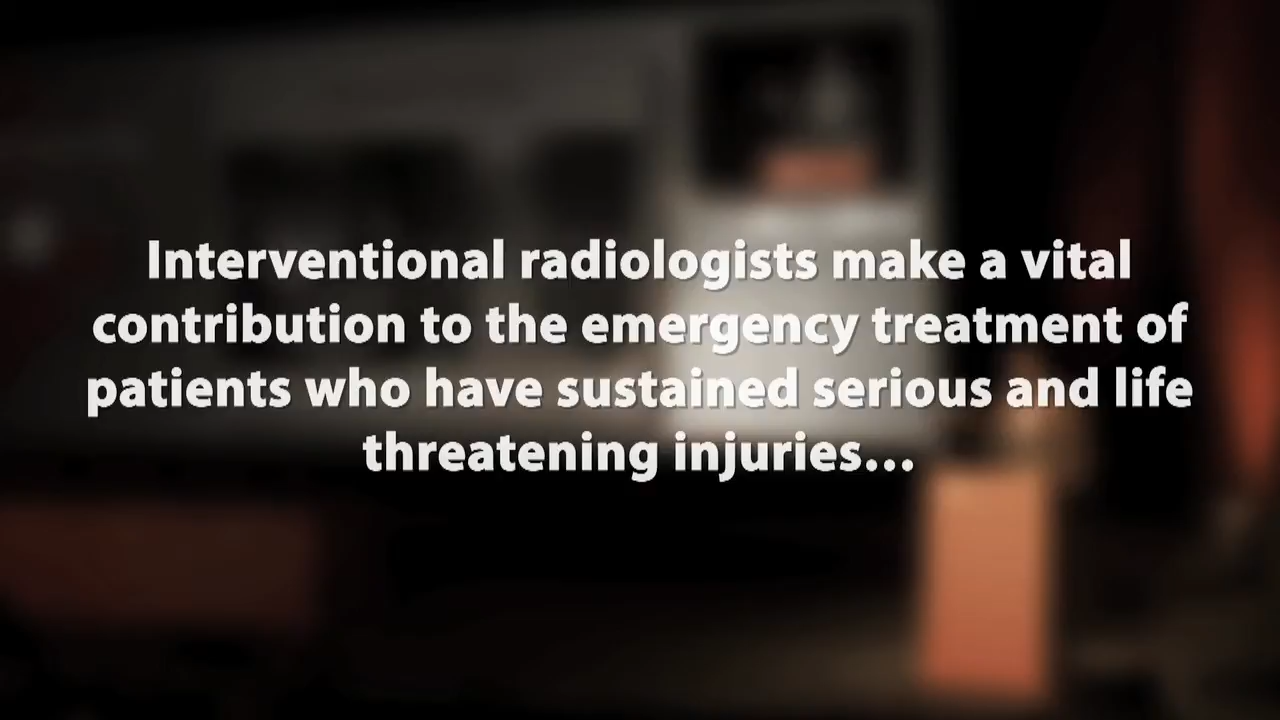 Interventional radiologists make a vital
contribution to the emergency treatment of
patients who have sustained serious and life
threatening injuries...